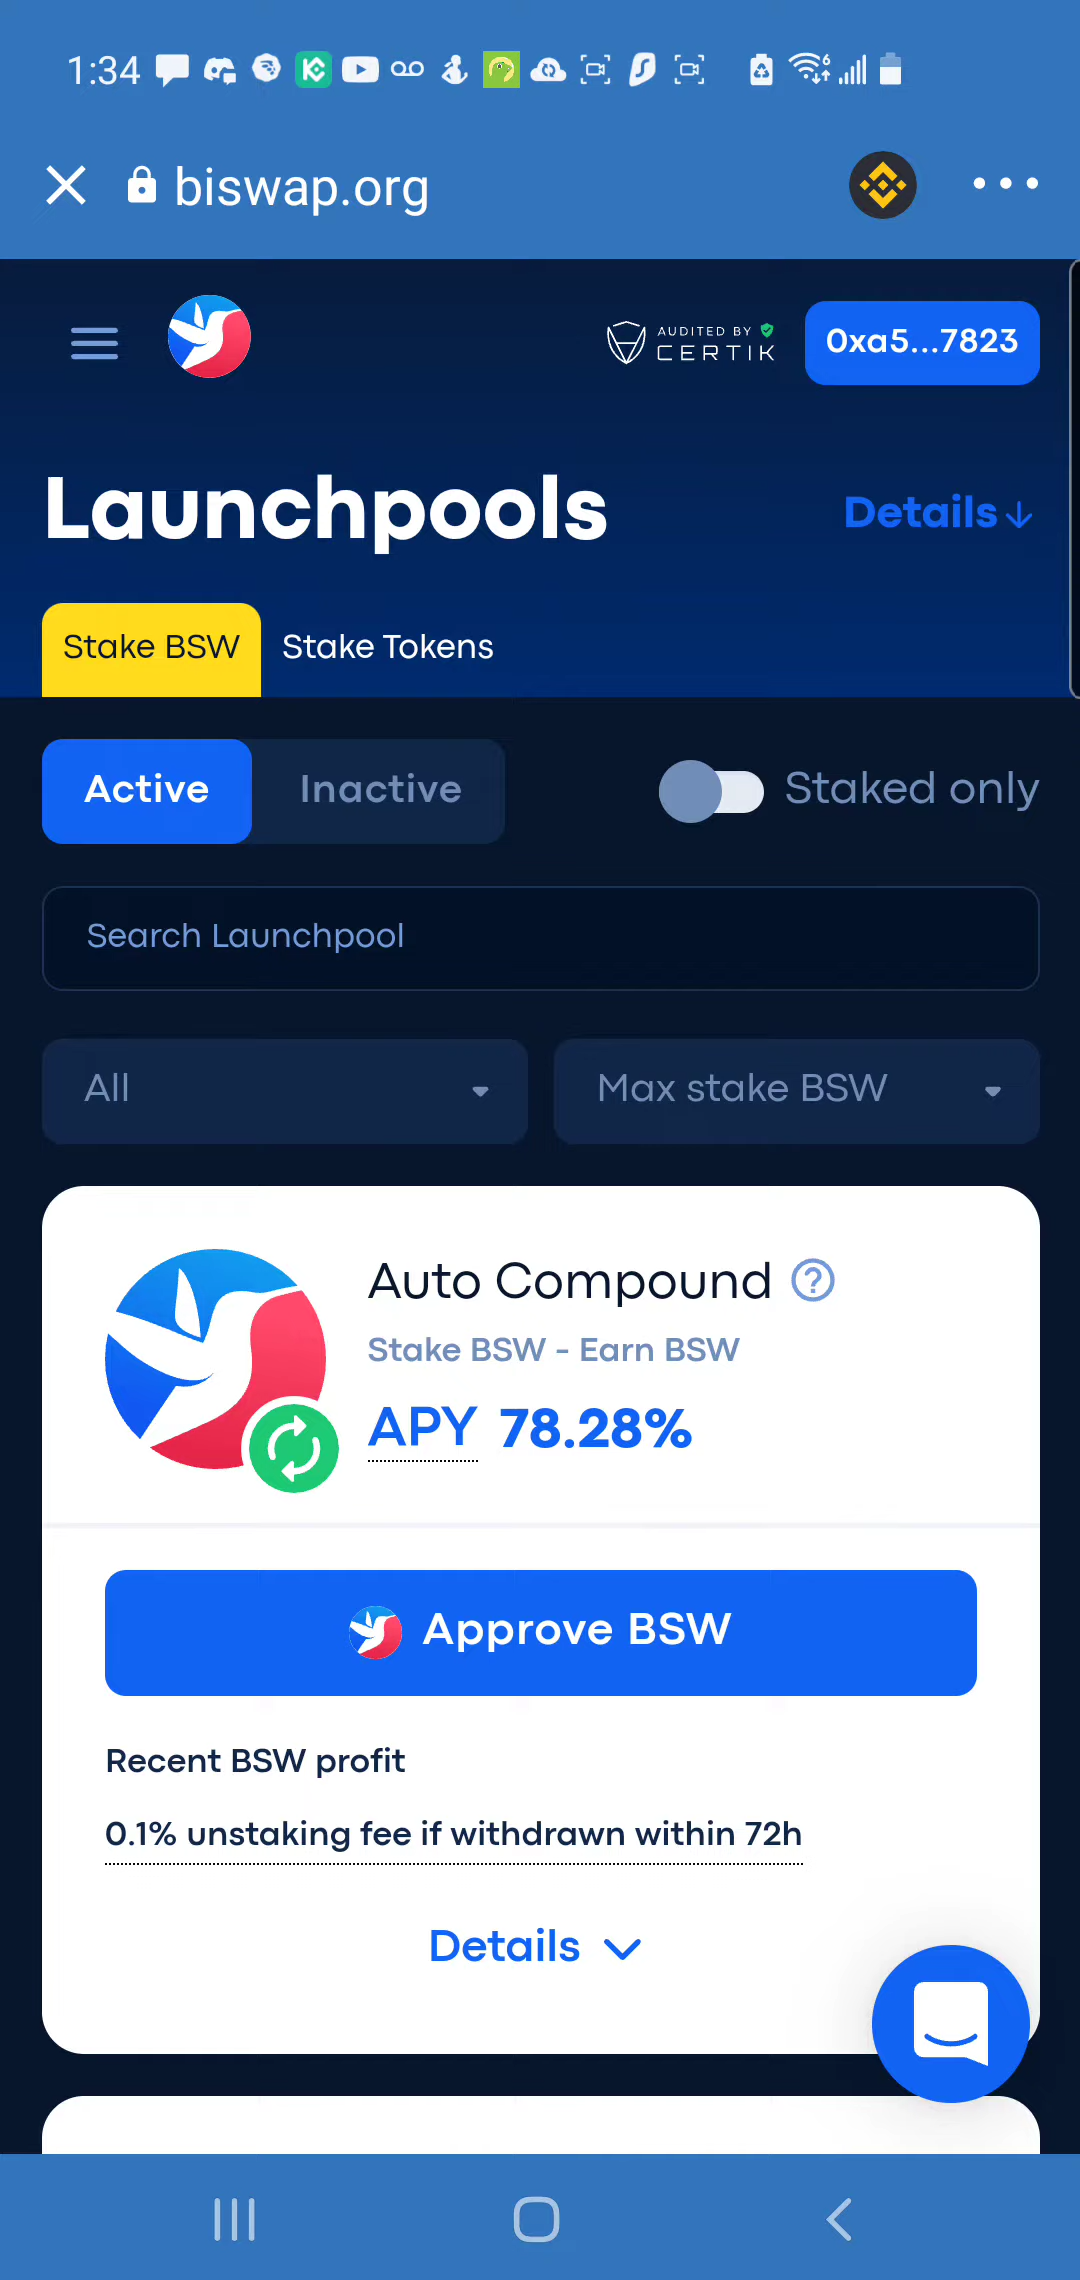 1:34
biswap.org
AUDITED BY
CERTIK
0xa5...7823
Launchpools
Details
Stake BSW
Stake Tokens
Active
Inactive
Staked only
Search Launchpool
All
Max stake BSW
Auto Compound ?
Stake BSW - Earn BSW
APY 78.28%
Approve BSW
Recent BSW profit
0.1% unstaking fee if withdrawn within 72h
Details